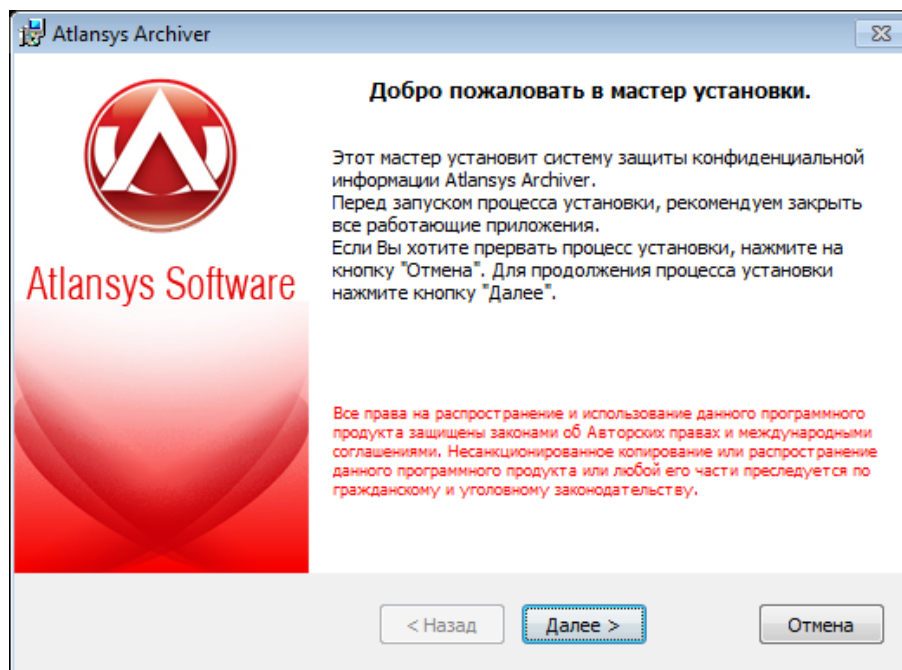 Atlansys Archiver
Добро пожаловать в мастер установки.
Этот мастер установит систему защиты конфиденциальной
информации Atlansys Archiver.
Перед запуском процесса установки, рекомендуем закрыть
все работающие приложения.
Если Вы хотите прервать процесс установки, нажмите на
кнопку "Отмена". Для продолжения процесса установки
нажмите кнопку "Далее".
Atlansys Software
Все права на распространение и использование данного программного
продукта защищены законами об Авторских правах и международными
соглашениями. Несанкционированное копирование или распространение
данного программного продукта или любой его части преследуется по
гражданскому и уголовному законодательству.
< Назад
Далее >
Отмена